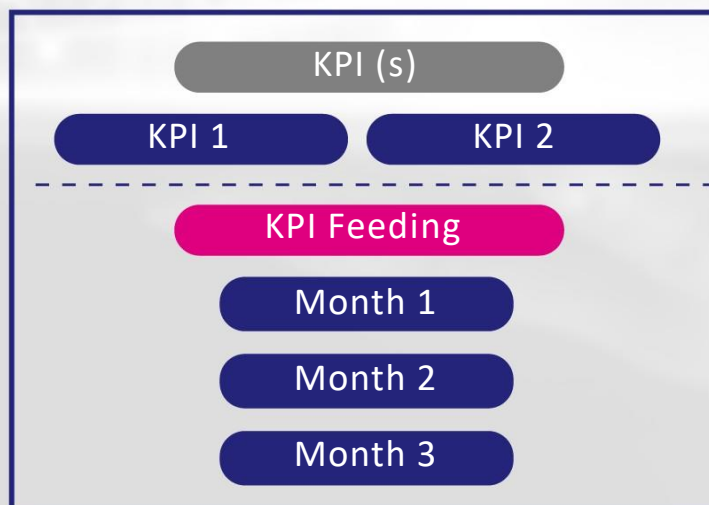 KPI (s)
KPI 1 KPI 2
KPI Feeding
Month 1
Month 2
Month 3